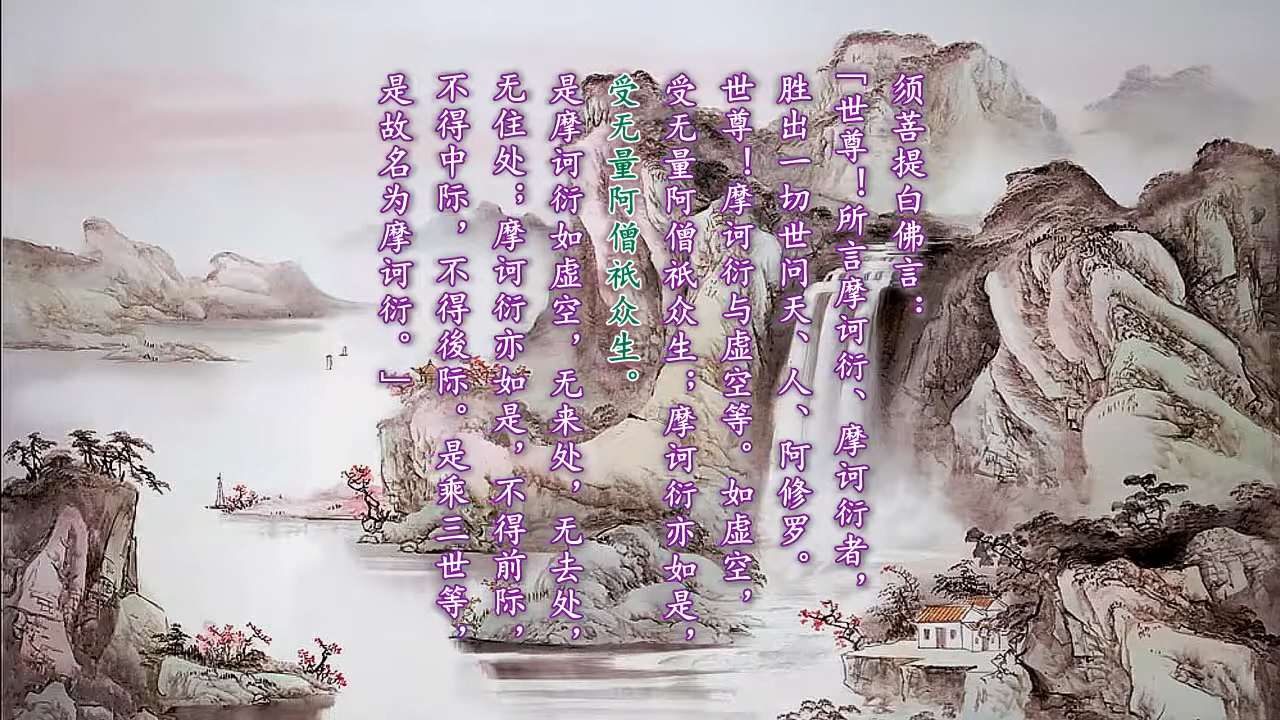 须菩提白佛言：
「世尊！所言摩诃衍、摩诃衍者，
胜出一切世问天、人、阿修罗。
世尊！摩诃衍与虚空等。如虚空，
受无量阿僧祇众生；摩诃衍亦如是，
受无量阿僧祇众生。
是摩诃衍如虚空，无来处，无去处，
无住处；摩诃衍亦如是，不得前际，
不得中际，不得後际。是乘三世等，
是故名为摩诃衍。」